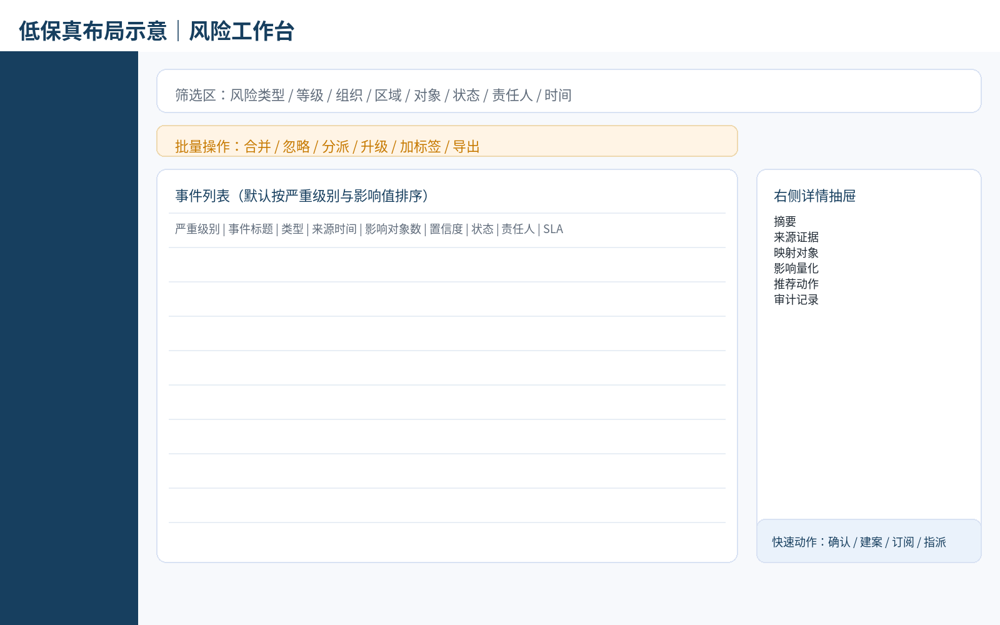 低保真布局示意｜风险工作台
筛选区：风险类型 / 等级 / 组织 / 区域 / 对象 / 状态 / 责任人 / 时间
批量操作：合并 / 忽略 / 分派 / 升级 / 加标签 / 导出
事件列表（默认按严重级别与影响值排序）
严重级别 | 事件标题 | 类型 | 来源时间 | 影响对象数 | 置信度 | 状态 | 责任人 | SLA
右侧详情抽屉
摘要
来源证据
映射对象
影响量化
推荐动作
审计记录
快速动作：确认 / 建案 / 订阅 / 指派